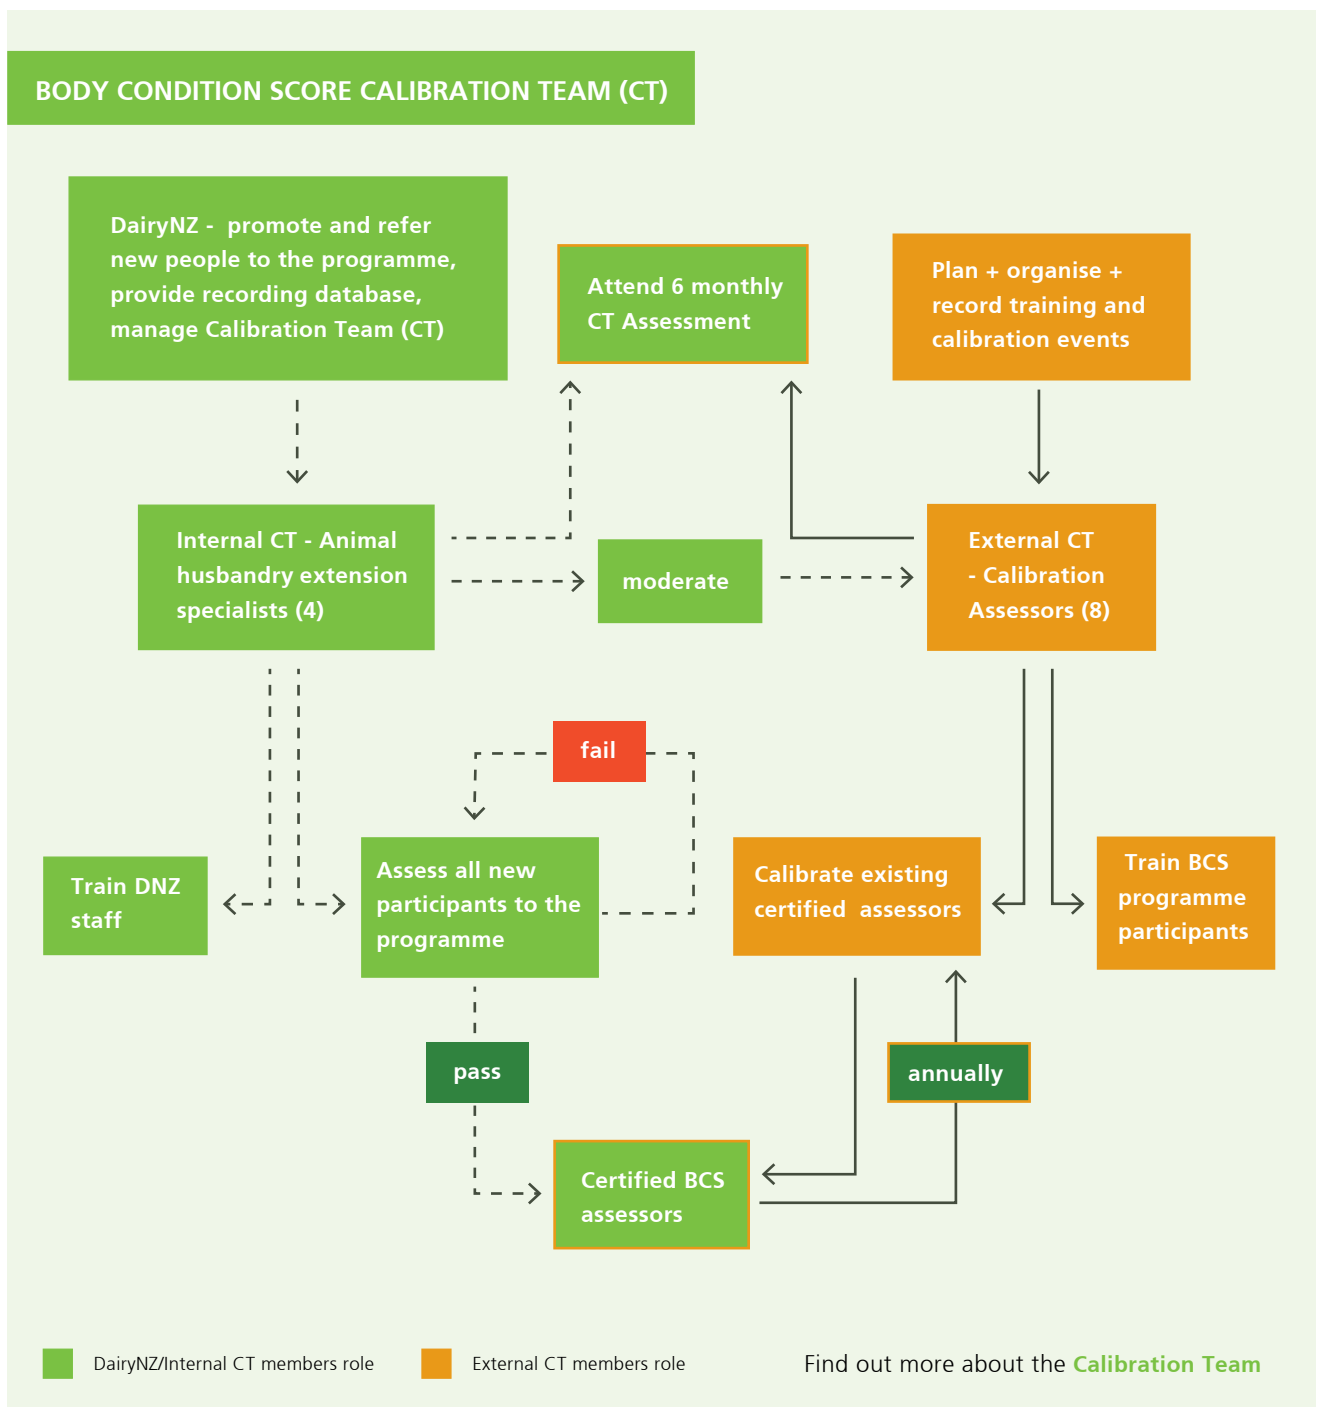 BODY CONDITION SCORE CALIBRATION TEAM (CT)
DairyNZ - promote and refer
new people to the programme,
provide recording database,
manage Calibration Team (CT)
Attend 6 monthly
CT Assessment
Plan + organise +
record training and
calibration events
Internal CT - Animal
husbandry extension
specialists (4)
moderate
External CT
- Calibration
Assessors (8)
fail
Train DNZ
staff
Assess all new
participants to the
programme
Calibrate existing
certified assessors
Train BCS
programme
participants
pass
annually
Certified BCS
assessors
DairyNZ/Internal CT members role
External CT members role
Find out more about the Calibration Team